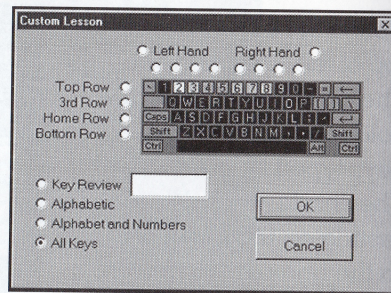 Custom Lesson
Left Hand Right Hand
Top Row
3rd Row
Home Row
Bottom Row
1 2 3 4 5 6 7 8 9 0 - = ←
Q W E R T Y U I O P [ ] \
Caps A S D F G H J K L ; ' ↵
Shift Z X C V B N M , . / Shift
Ctrl Alt Ctrl
Key Review
Alphabetic
Alphabet and Numbers
All Keys
OK
Cancel